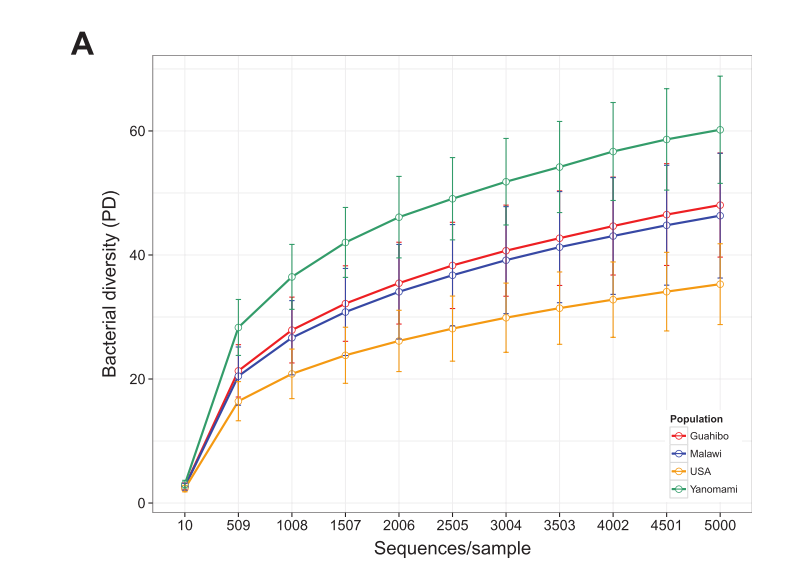 A
Bacterial diversity (PD)
60
40
20
0
10 509 1008 1507 2006 2505 3004 3503 4002 4501 5000
Sequences/sample
Population
Guahibo
Malawi
USA
Yanomami